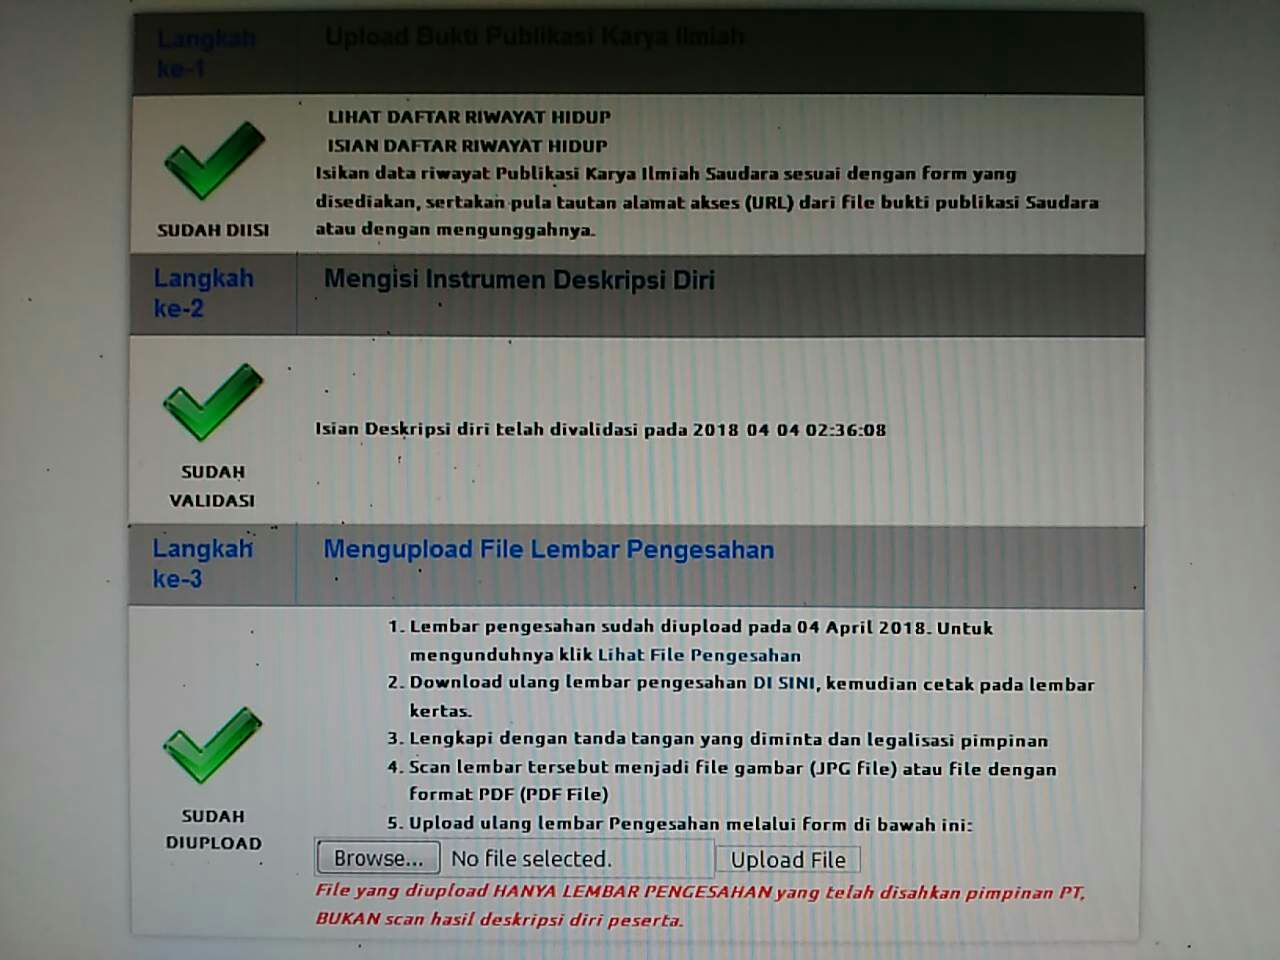 Langkah
ke-1
Upload Bukti Publikasi Karya Ilmiah
SUDAH DIISI
LIHAT DAFTAR RIWAYAT HIDUP
ISIAN DAFTAR RIWAYAT HIDUP
Isikan data riwayat Publikasi Karya Ilmiah Saudara sesuai dengan form yang
disediakan, sertakan pula tautan alamat akses (URL) dari file bukti publikasi Saudara
atau dengan mengunggahnya.
Langkah
ke-2
Mengisi Instrumen Deskripsi Diri
SUDAH
VALIDASI
Isian Deskripsi diri telah divalidasi pada 2018 04 04 02:36:08
Langkah
ke-3
Mengupload File Lembar Pengesahan
SUDAH
DIUPLOAD
1. Lembar pengesahan sudah diupload pada 04 April 2018. Untuk
mengunduhnya klik Lihat File Pengesahan
2. Download ulang lembar pengesahan DI SINI, kemudian cetak pada lembar
kertas.
3. Lengkapi dengan tanda tangan yang diminta dan legalisasi pimpinan
4. Scan lembar tersebut menjadi file gambar (JPG file) atau file dengan
format PDF (PDF File)
5. Upload ulang lembar Pengesahan melalui form di bawah ini:
Browse... No file selected. Upload File
File yang diupload HANYA LEMBAR PENGESAHAN yang telah disahkan pimpinan PT,
BUKAN scan hasil deskripsi diri peserta.